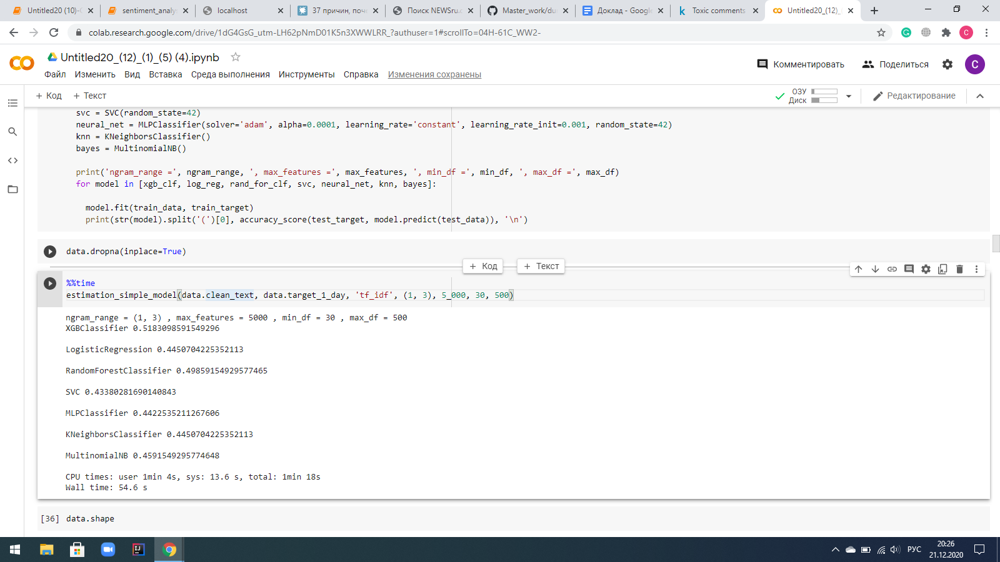 Untitled20 (10)-
sentiment_analy
localhost
37 причин, поче
Поиск NEWSru.
Master_work/du
Доклад - Google
Toxic comments
Untitled20_(12)_
colab.research.google.com/drive/1dG4GsG_utm-LH62pNmD01K5n3XWWLRR_?authuser=1#scrollTo=04H-61C_WW2-
C
Untitled20_(12)_(1)_(5) (4).ipynb
Комментировать
Поделиться
C
Файл Изменить Вид Вставка Среда выполнения Инструменты Справка Изменения сохранены
+ Код + Текст
ОЗУ
Диск
Редактирование
svc = SVC(random_state=42)
neural_net = MLPClassifier(solver='adam', alpha=0.0001, learning_rate='constant', learning_rate_init=0.001, random_state=42)
knn = KNeighborsClassifier()
bayes = MultinomialNB()
print('ngram_range =', ngram_range, ', max_features =', max_features, ', min_df =', min_df, ', max_df =', max_df)
for model in [xgb_clf, log_reg, rand_for_clf, svc, neural_net, knn, bayes]:
model.fit(train_data, train_target)
print(str(model).split('(')[0], accuracy_score(test_target, model.predict(test_data)), '\n')
data.dropna(inplace=True)
+ Код + Текст
%%time
estimation_simple_model(data.clean_text, data.target_1_day, 'tf_idf', (1, 3), 5_000, 30, 500)
ngram_range = (1, 3) , max_features = 5000 , min_df = 30 , max_df = 500
XGBClassifier 0.5183098591549296
LogisticRegression 0.4450704225352113
RandomForestClassifier 0.49859154929577465
SVC 0.43380281690140843
MLPClassifier 0.4422535211267606
KNeighborsClassifier 0.4450704225352113
MultinomialNB 0.4591549295774648
CPU times: user 1min 4s, sys: 13.6 s, total: 1min 18s
Wall time: 54.6 s
[36] data.shape
РУС
20:26
21.12.2020